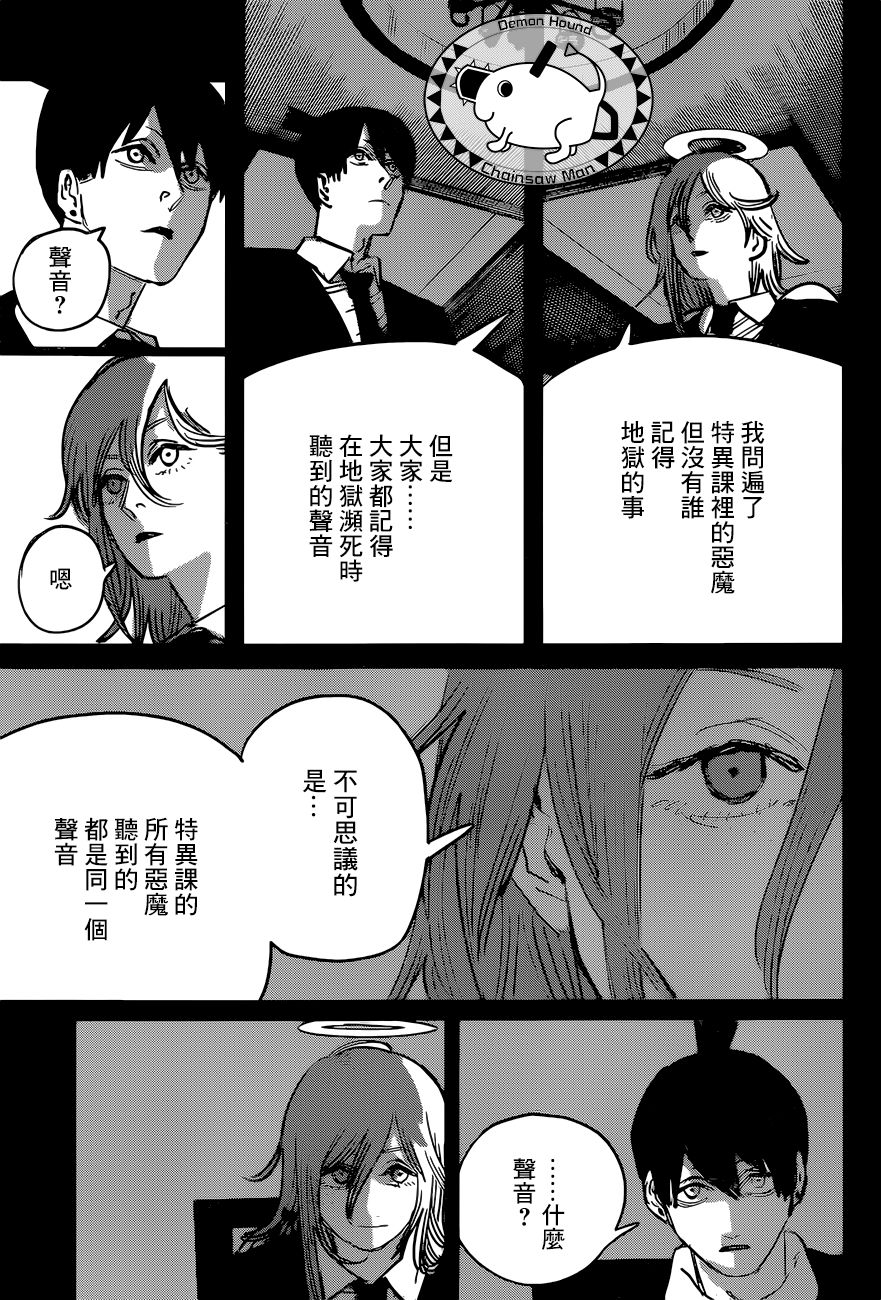 Demon Hound
Chainsaw Man
我問遍了
特異課裡的惡魔
但沒有誰
記得
地獄的事
但是
大家……
大家都記得
在地獄瀕死時
聽到的聲音
聲音？
嗯
不可思議的
是…
特異課的
所有惡魔
聽到的
都是同一個
聲音
……什麼
聲音？